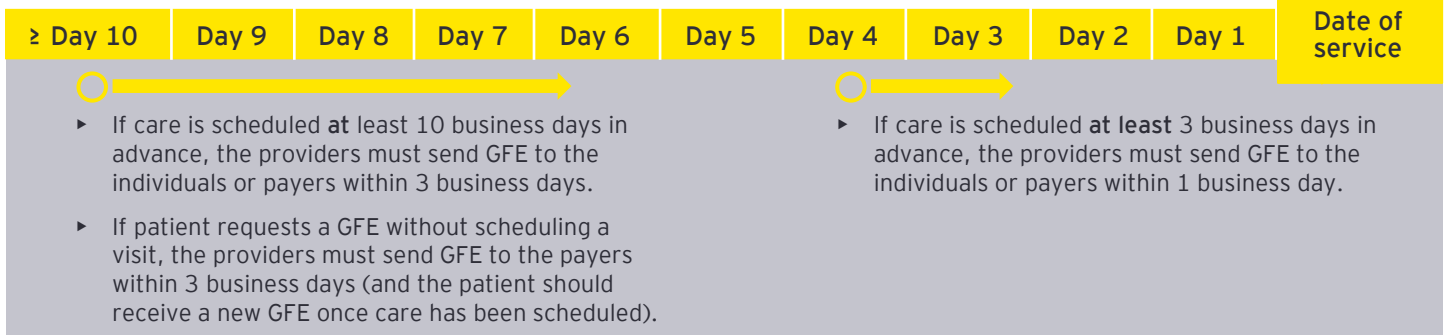 ≥ Day 10 Day 9 Day 8 Day 7 Day 6 Day 5 Day 4 Day 3 Day 2 Day 1 Date of
service
▸ If care is scheduled at least 10 business days in
advance, the providers must send GFE to the
individuals or payers within 3 business days.
▸ If patient requests a GFE without scheduling a
visit, the providers must send GFE to the payers
within 3 business days (and the patient should
receive a new GFE once care has been scheduled).
▸ If care is scheduled at least 3 business days in
advance, the providers must send GFE to the
individuals or payers within 1 business day.